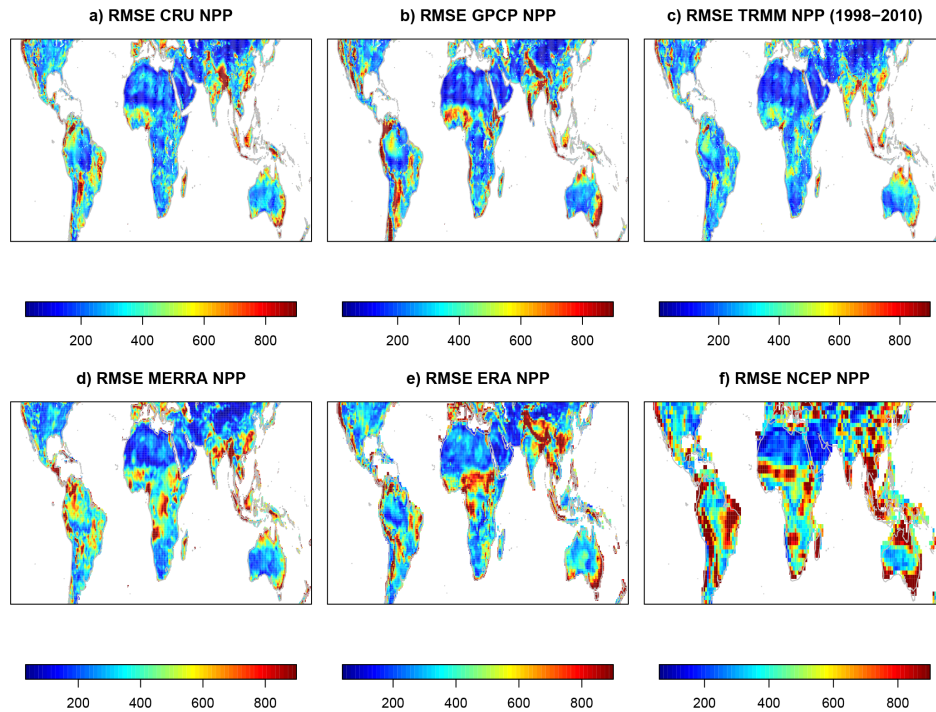 a) RMSE CRU NPP
b) RMSE GPCP NPP
c) RMSE TRMM NPP (1998−2010)
200 400 600 800
200 400 600 800
200 400 600 800
d) RMSE MERRA NPP
e) RMSE ERA NPP
f) RMSE NCEP NPP
200 400 600 800
200 400 600 800
200 400 600 800